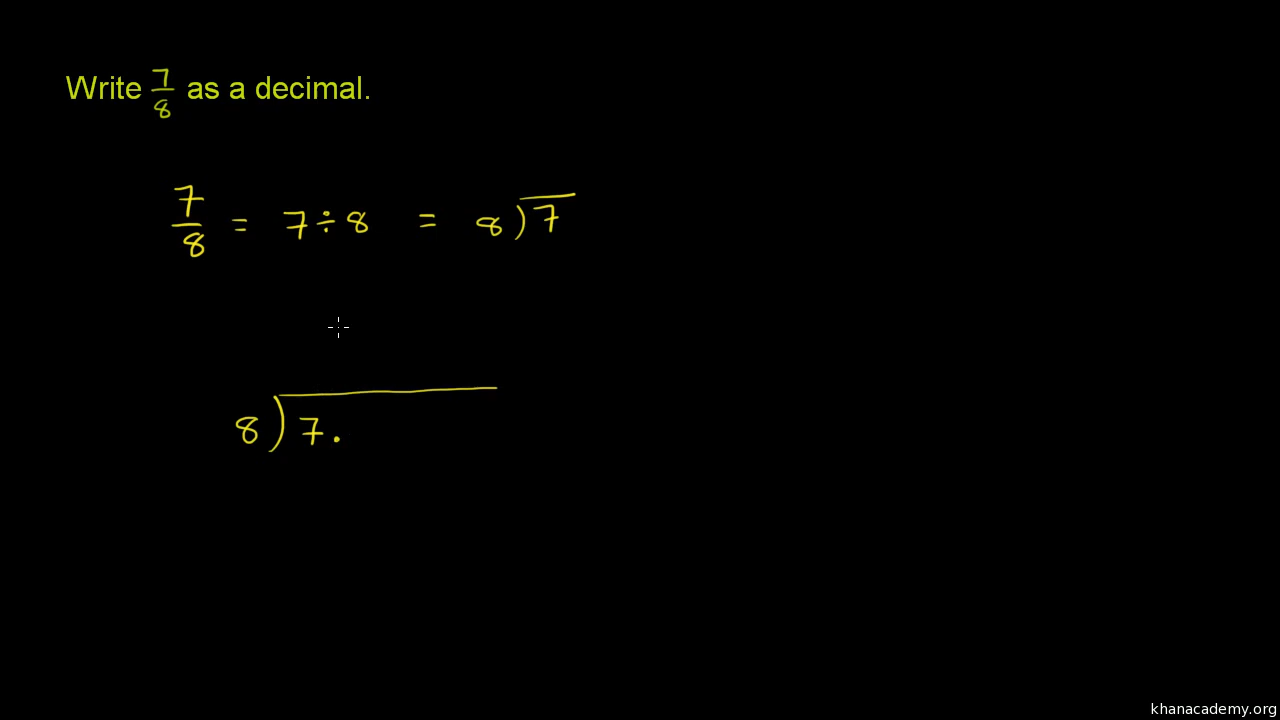 Write 7/8 as a decimal.
7/8 = 7 ÷ 8 = 8)7
8)7.
khanacademy.org